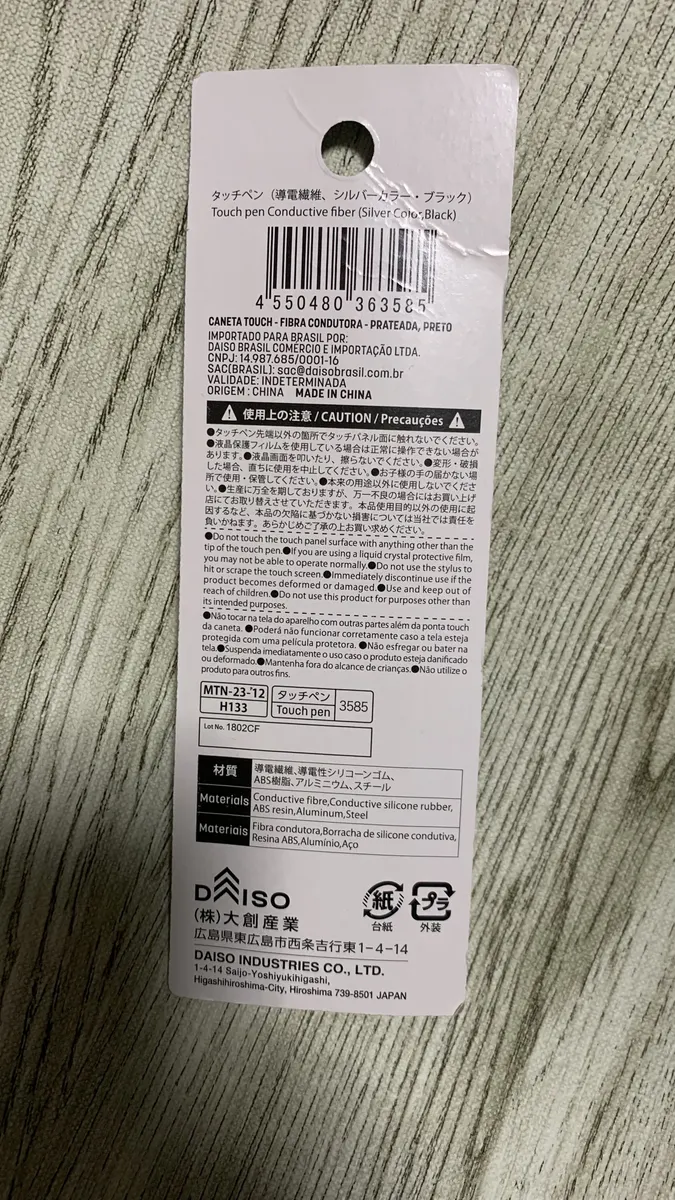 タッチペン（導電繊維、シルバーカラー・ブラック）
Touch pen Conductive fiber (Silver Color,Black)
4 550480 363585
CANETA TOUCH - FIBRA CONDUTORA - PRATEADA, PRETO
IMPORTADO PARA BRASIL POR:
DAISO BRASIL COMÉRCIO E IMPORTAÇÃO LTDA.
CNPJ: 14.987.685/0001-16
SAC(BRASIL): sac@daisobrasil.com.br
VALIDADE: INDETERMINADA
ORIGEM : CHINA MADE IN CHINA
使用上の注意 / CAUTION / Precauções
●タッチペン先端以外の箇所でタッチパネル面に触れないでください。
●液晶保護フィルムを使用している場合は正常に操作できない場合が
あります。●液晶画面を叩いたり、擦らないでください。●変形・破損
した場合、直ちに使用を中止してください。●お子様の手の届かない場
所で使用・保管してください。●本来の用途以外に使用しないでくださ
い。●生産に万全を期しておりますが、万一不良の場合にはお買い上げ
店にてお取り替えさせていただきます。本品使用目的以外の使用に起
因するなど、本品の欠陥に基づかない損害については当社では責任を
負いかねます。あらかじめご了承の上お買い求めください。
●Do not touch the touch panel surface with anything other than the
tip of the touch pen.●If you are using a liquid crystal protective film,
you may not be able to operate normally.●Do not use the stylus to
hit or scrape the touch screen.●Immediately discontinue use if the
product becomes deformed or damaged.●Use and keep out of
reach of children.●Do not use this product for purposes other than
its intended purposes.
●Não tocar na tela do aparelho com outras partes além da ponta touch
da caneta. ●Poderá não funcionar corretamente caso a tela esteja
protegida com uma película protetora. ●Não esfregar ou bater na
tela.●Suspenda imediatamente o uso caso o produto esteja danificado
ou deformado.●Mantenha fora do alcance de crianças.●Não utilize o
produto para outros fins.
MTN-23-'12
H133
タッチペン
Touch pen
3585
Lot No. 1802CF
材質 導電繊維、導電性シリコーンゴム、
ABS樹脂、アルミニウム、スチール
Materials Conductive fibre,Conductive silicone rubber,
ABS resin,Aluminum,Steel
Materiais Fibra condutora,Borracha de silicone condutiva,
Resina ABS,Alumínio,Aço
DAISO
(株)大創産業
広島県東広島市西条吉行東1-4-14
DAISO INDUSTRIES CO., LTD.
1-4-14 Saijo-Yoshiyukihigashi,
Higashihiroshima-City, Hiroshima 739-8501 JAPAN
紙
台紙
プラ
外装